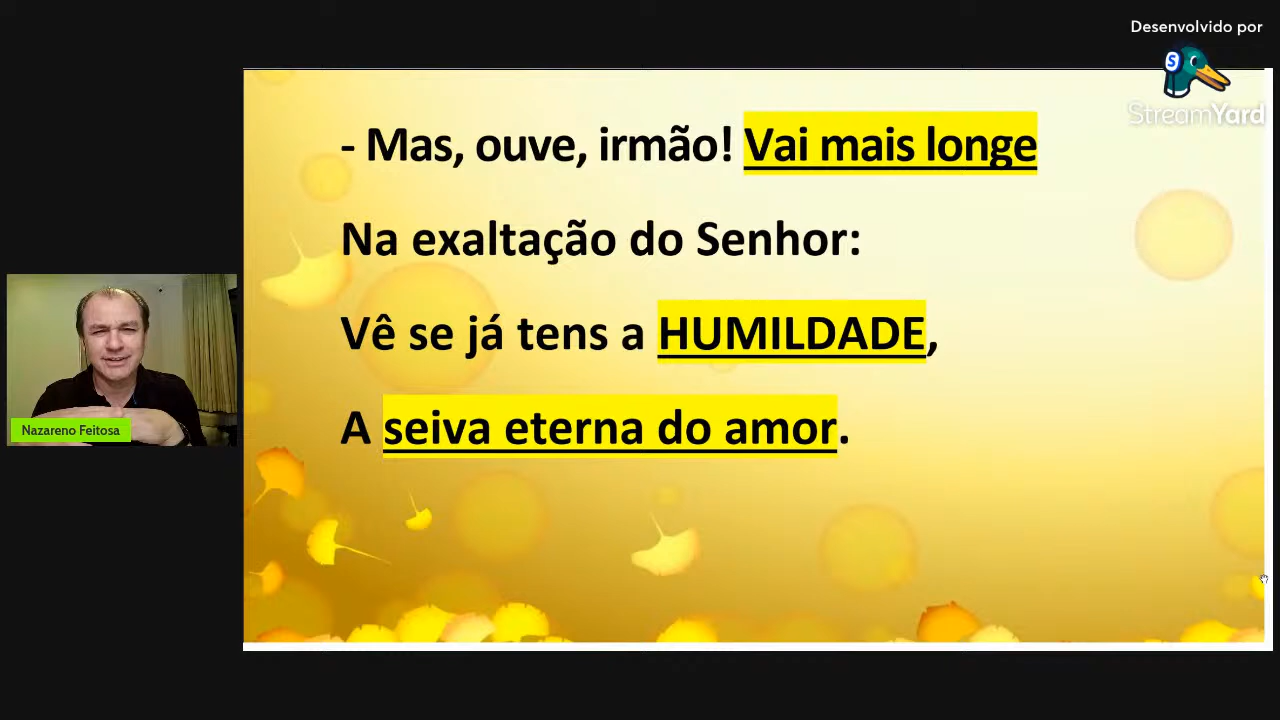 Desenvolvido por
StreamYard
- Mas, ouve, irmão! Vai mais longe
Na exaltação do Senhor:
Vê se já tens a HUMILDADE,
A seiva eterna do amor.
Nazareno Feitosa